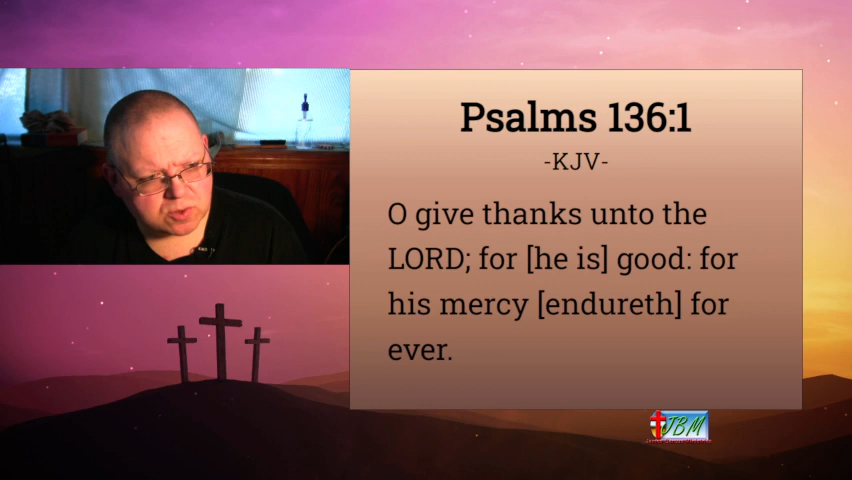 Psalms 136:1
-KJV-
O give thanks unto the
LORD; for [he is] good: for
his mercy [endureth] for
ever.
JBM